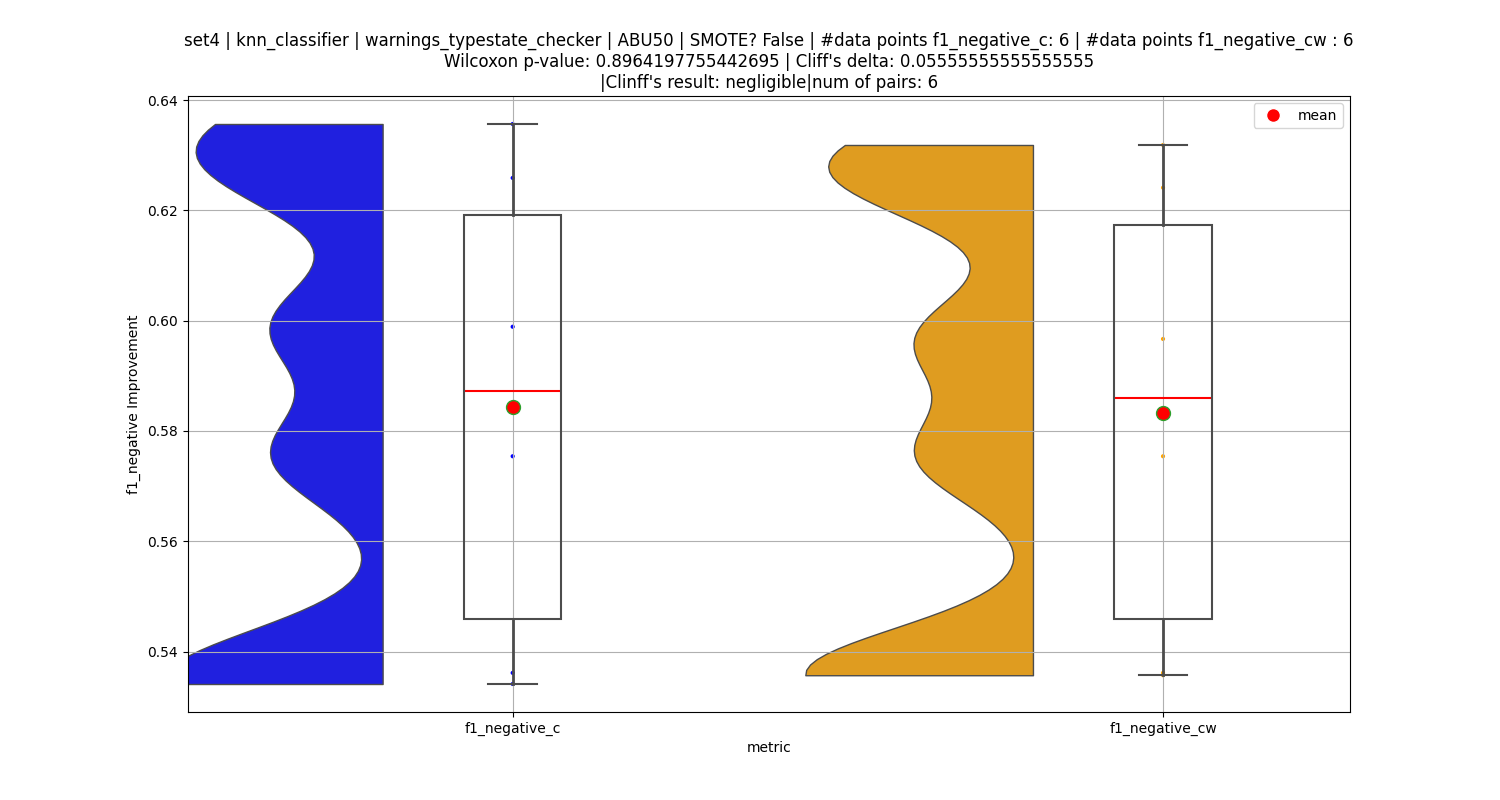 set4 | knn_classifier | warnings_typestate_checker | ABU50 | SMOTE? False | #data points f1_negative_c: 6 | #data points f1_negative_cw : 6
Wilcoxon p-value: 0.8964197755442695 | Cliff's delta: 0.05555555555555555
|Clinff's result: negligible|num of pairs: 6
mean
0.64
0.62
0.60
0.58
0.56
0.54
f1_negative Improvement
f1_negative_c
f1_negative_cw
metric